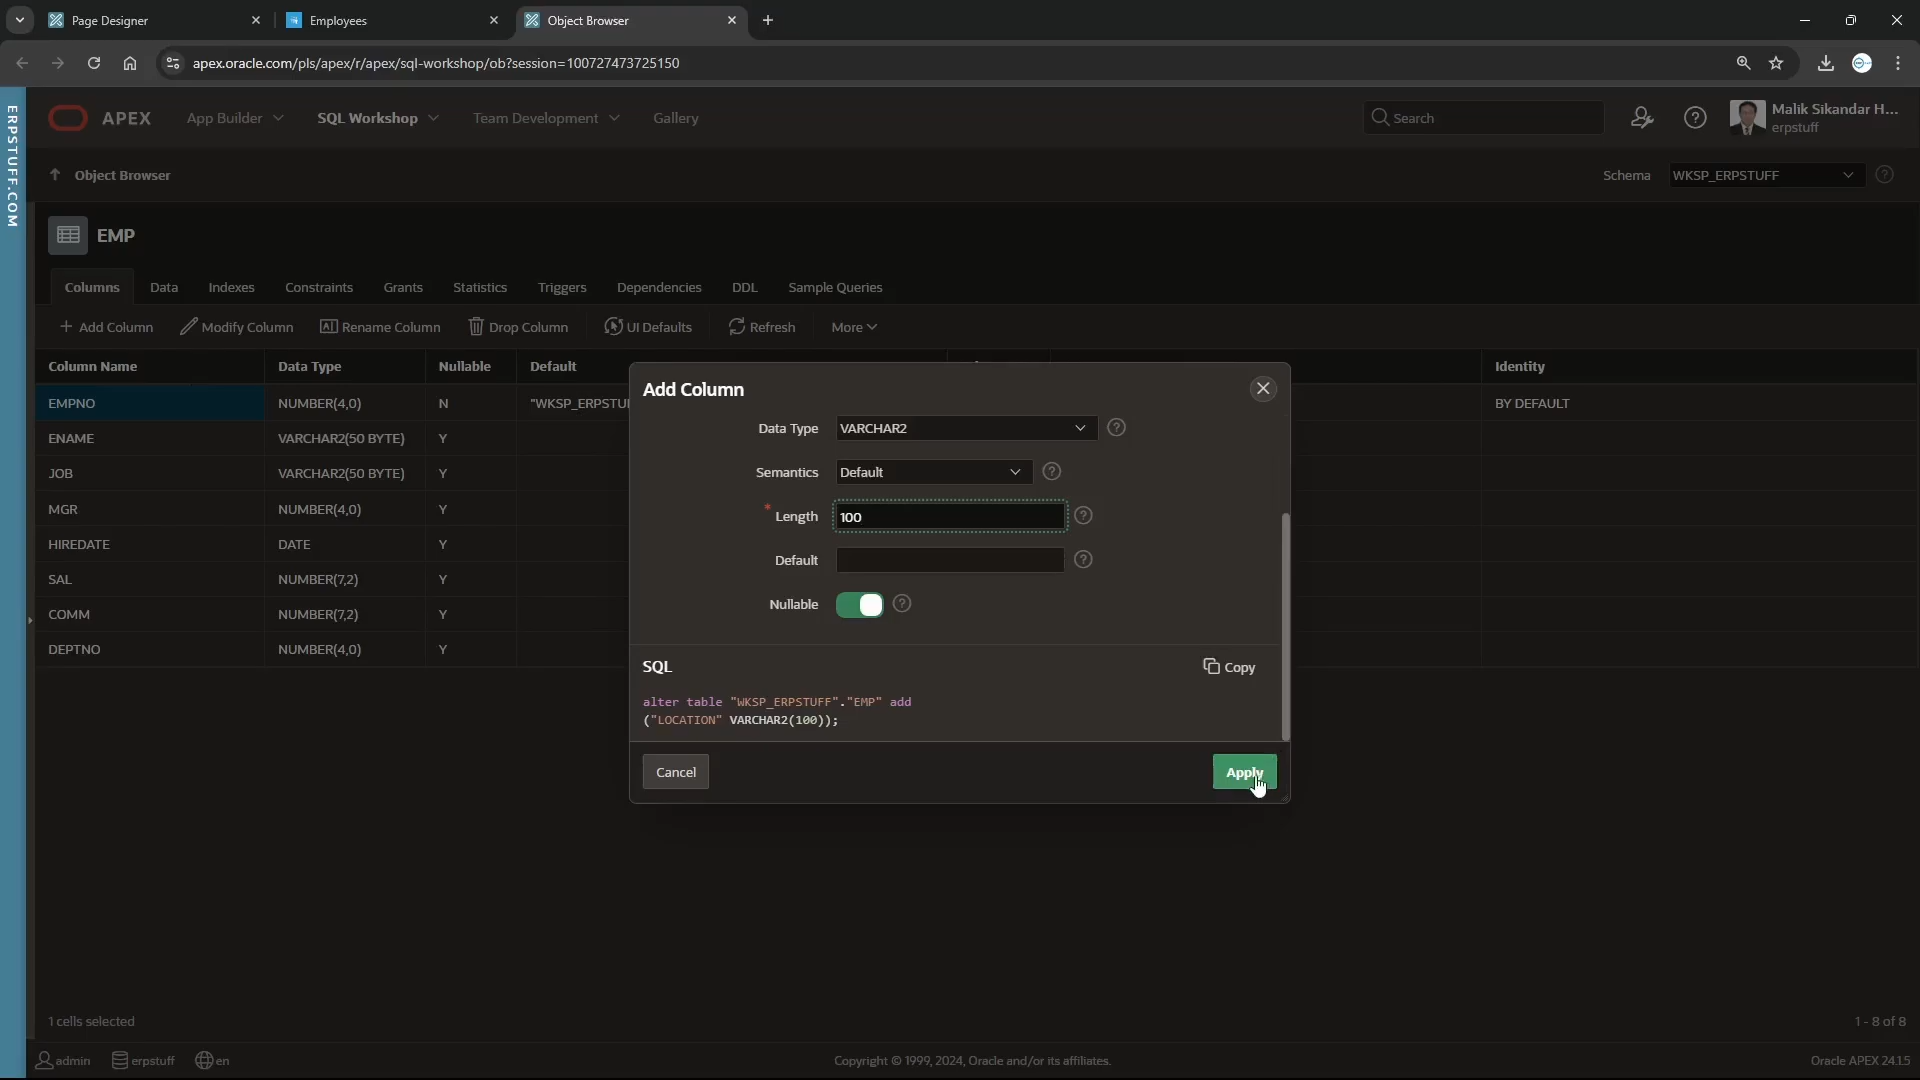 Page Designer
Employees
Object Browser
apex.oracle.com/pls/apex/r/apex/sql-workshop/ob?session=100727473725150
ERPSTUFF.COM
APEX App Builder SQL Workshop Team Development Gallery Search Malik Sikandar H...
erpstuff
Object Browser Schema WKSP_ERPSTUFF
EMP
Columns Data Indexes Constraints Grants Statistics Triggers Dependencies DDL Sample Queries
Add Column Modify Column Rename Column Drop Column UI Defaults Refresh More
Column Name Data Type Nullable Default Identity
EMPNO NUMBER(4,0) N "WKSP_ERPSTU BY DEFAULT
ENAME VARCHAR2(50 BYTE) Y
JOB VARCHAR2(50 BYTE) Y
MGR NUMBER(4,0) Y
HIREDATE DATE Y
SAL NUMBER(7,2) Y
COMM NUMBER(7,2) Y
DEPTNO NUMBER(4,0) Y
Add Column
Data Type VARCHAR2
Semantics Default
* Length 100
Default
Nullable
SQL Copy
alter table "WKSP_ERPSTUFF"."EMP" add
("LOCATION" VARCHAR2(100));
Cancel Apply
1 cells selected 1 - 8 of 8
admin erpstuff en Copyright © 1999, 2024, Oracle and/or its affiliates. Oracle APEX 24.1.5